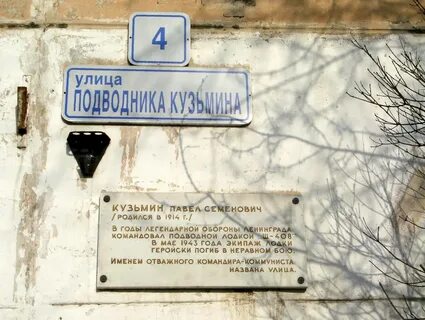 4
улица
ПОДВОДНИКА КУЗЬМИНА
КУЗЬМИН ПАВЕЛ СЕМЕНОВИЧ
/РОДИЛСЯ В 1914 Г./
В ГОДЫ ЛЕГЕНДАРНОЙ ОБОРОНЫ ЛЕНИНГРАДА
КОМАНДОВАЛ ПОДВОДНОЙ ЛОДКОЙ Щ-408
В МАЕ 1943 ГОДА ЭКИПАЖ ЛОДКИ
ГЕРОЙСКИ ПОГИБ В НЕРАВНОМ БОЮ.
ИМЕНЕМ ОТВАЖНОГО КОМАНДИРА-КОММУНИСТА
НАЗВАНА УЛИЦА.